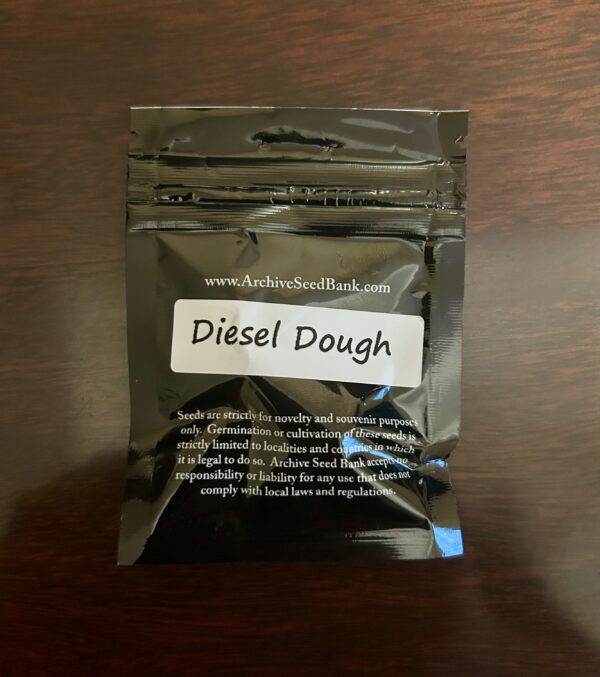 www.ArchiveSeedBank.com
Diesel Dough
Seeds are strictly for novelty and souvenir purposes
only. Germination or cultivation of these seeds is
strictly limited to localities and countries in which
it is legal to do so. Archive Seed Bank accepts no
responsibility or liability for any use that does not
comply with local laws and regulations.